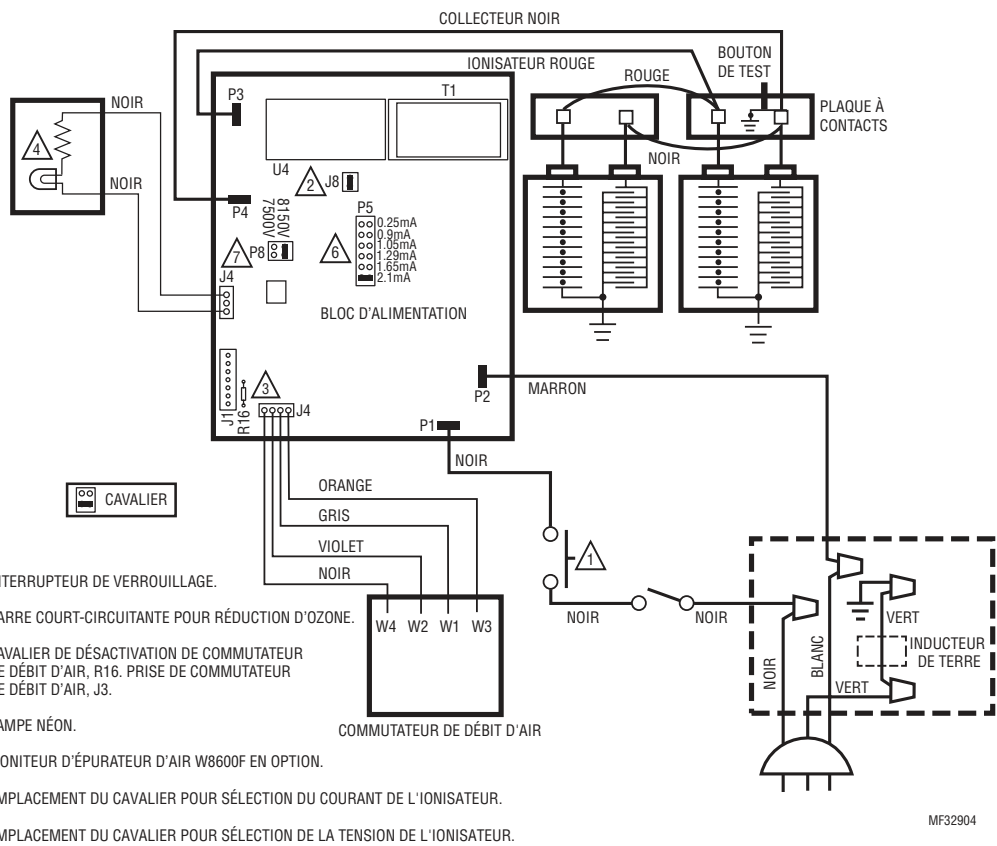 COLLECTEUR NOIR
IONISATEUR ROUGE
BOUTON
DE TEST
ROUGE
PLAQUE À
CONTACTS
NOIR
NOIR
NOIR
4
P3
T1
U4
2
J8
P4
8150V
7500V
P5
0.25mA
0.9mA
1.05mA
1.29mA
1.65mA
2.1mA
6
7
P8
J4
BLOC D'ALIMENTATION
3
J1
R16
J4
P2
MARRON
P1
NOIR
CAVALIER
ORANGE
GRIS
VIOLET
NOIR
W4 W2 W1 W3
COMMUTATEUR DE DÉBIT D'AIR
1
NOIR
NOIR
NOIR
BLANC
VERT
INDUCTEUR
DE TERRE
VERT
NTERRUPTEUR DE VERROUILLAGE.
ARRE COURT-CIRCUITANTE POUR RÉDUCTION D'OZONE.
AVALIER DE DÉSACTIVATION DE COMMUTATEUR
E DÉBIT D'AIR, R16. PRISE DE COMMUTATEUR
E DÉBIT D'AIR, J3.
AMPE NÉON.
ONITEUR D'ÉPURATEUR D'AIR W8600F EN OPTION.
MPLACEMENT DU CAVALIER POUR SÉLECTION DU COURANT DE L'IONISATEUR.
MPLACEMENT DU CAVALIER POUR SÉLECTION DE LA TENSION DE L'IONISATEUR.
MF32904